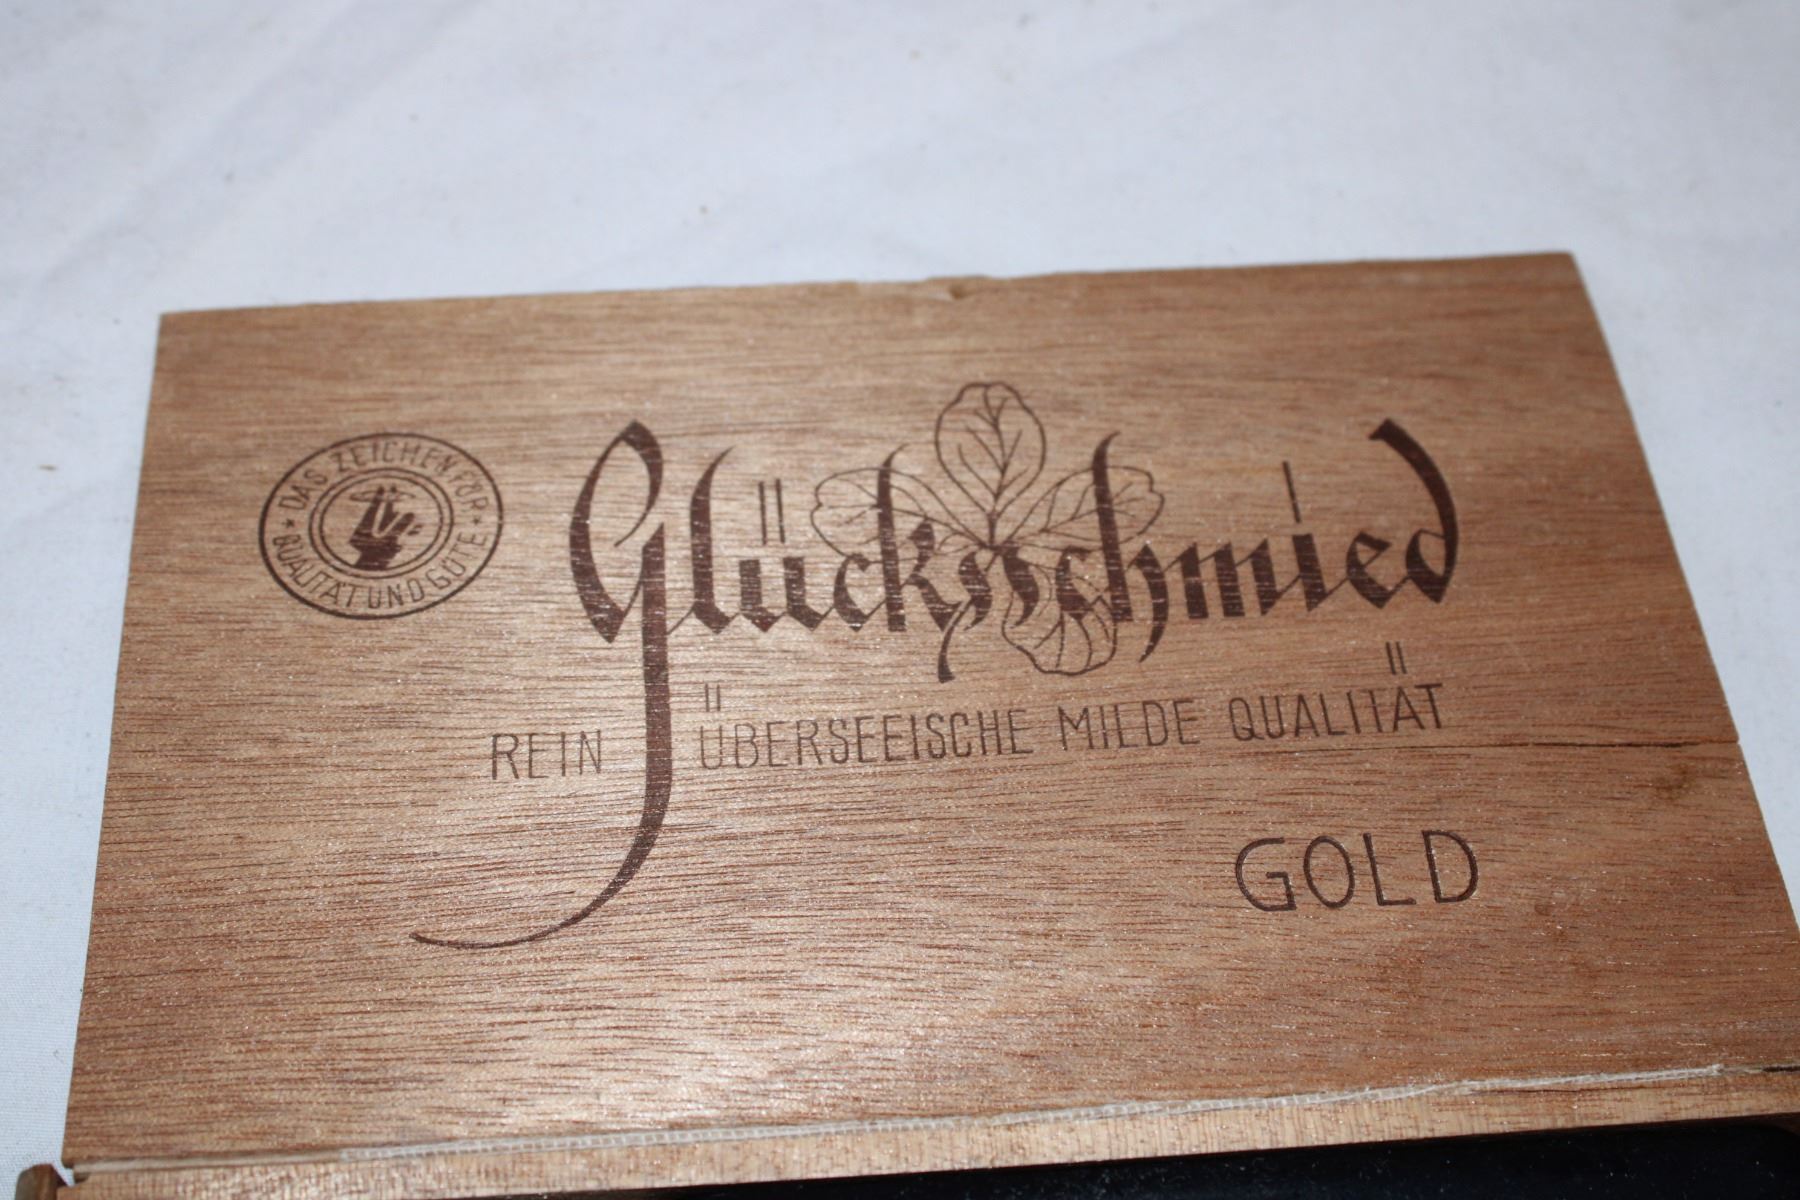 DAS ZEICHEN FÜR
QUALITÄT UND GÜTE
Glücksschmied
REIN ÜBERSEEISCHE MILDE QUALITÄT
GOLD